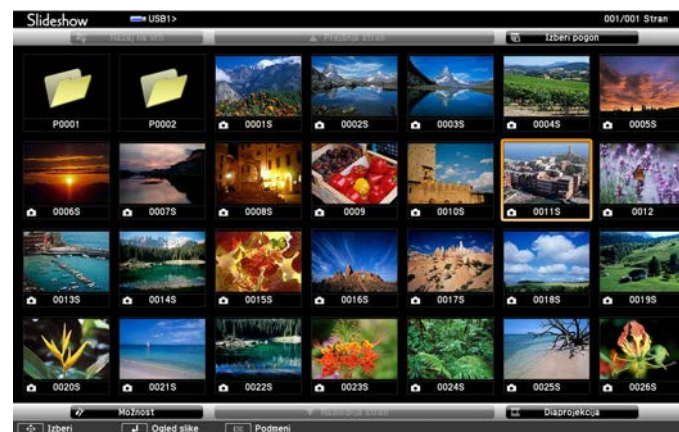 Slideshow USB1> 001/001 Stran
Nazaj na vrh Prejšnja stran Izberi pogon
P0001 P0002 0001S 0002S 0003S 0004S 0005S
0006S 0007S 0008S 0009 0010S 0011S 0012
0013S 0014S 0015S 0016S 0017S 0018S 0019S
0020S 0021S 0022S 0023S 0024S 0025S 0026S
Možnost Naslednja stran Diaprojekcija
Izberi Ogled slike Esc Podmeni